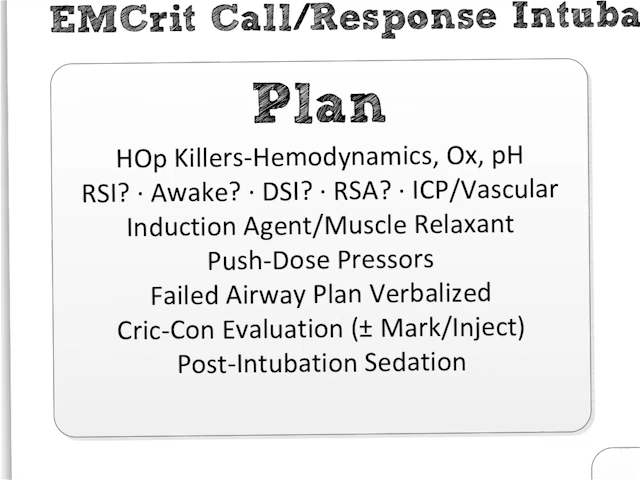 EMCrit Call/Response Intuba
Plan
HOp Killers-Hemodynamics, Ox, pH
RSI? · Awake? · DSI? · RSA? · ICP/Vascular
Induction Agent/Muscle Relaxant
Push-Dose Pressors
Failed Airway Plan Verbalized
Cric-Con Evaluation (± Mark/Inject)
Post-Intubation Sedation